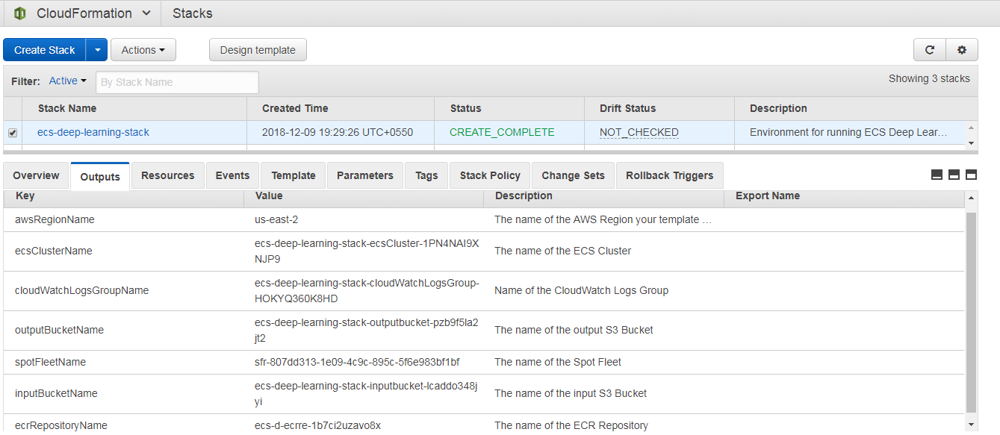 CloudFormation Stacks
Create Stack Actions Design template
Filter: Active By Stack Name Showing 3 stacks
Stack Name Created Time Status Drift Status Description
ecs-deep-learning-stack 2018-12-09 19:29:26 UTC+0550 CREATE_COMPLETE NOT_CHECKED Environment for running ECS Deep Lear…
Overview Outputs Resources Events Template Parameters Tags Stack Policy Change Sets Rollback Triggers
Key Value Description Export Name
awsRegionName us-east-2 The name of the AWS Region your template …
ecsClusterName ecs-deep-learning-stack-ecsCluster-1PN4NAI9X The name of the ECS Cluster
NJP9
cloudWatchLogsGroupName ecs-deep-learning-stack-cloudWatchLogsGroup- Name of the CloudWatch Logs Group
HOKYQ360K8HD
outputBucketName ecs-deep-learning-stack-outputbucket-pzb9f5la2 The name of the output S3 Bucket
jt2
spotFleetName sfr-807dd313-1e09-4c9c-895c-5f6e983bf1bf The name of the Spot Fleet
inputBucketName ecs-deep-learning-stack-inputbucket-lcaddo348j The name of the input S3 Bucket
yi
ecrRepositoryName ecs-d-ecrre-1b7ci2uzavo8x The name of the ECR Repository